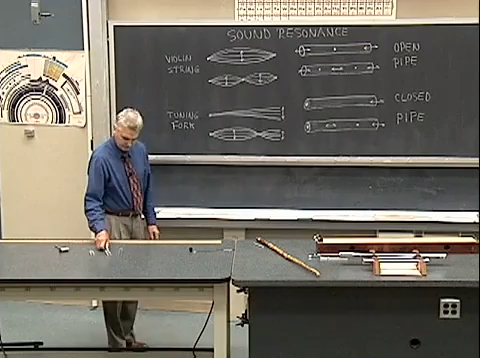 SOUND RESONANCE
VIOLIN
STRING
TUNING
FORK
OPEN
PIPE
CLOSED
PIPE